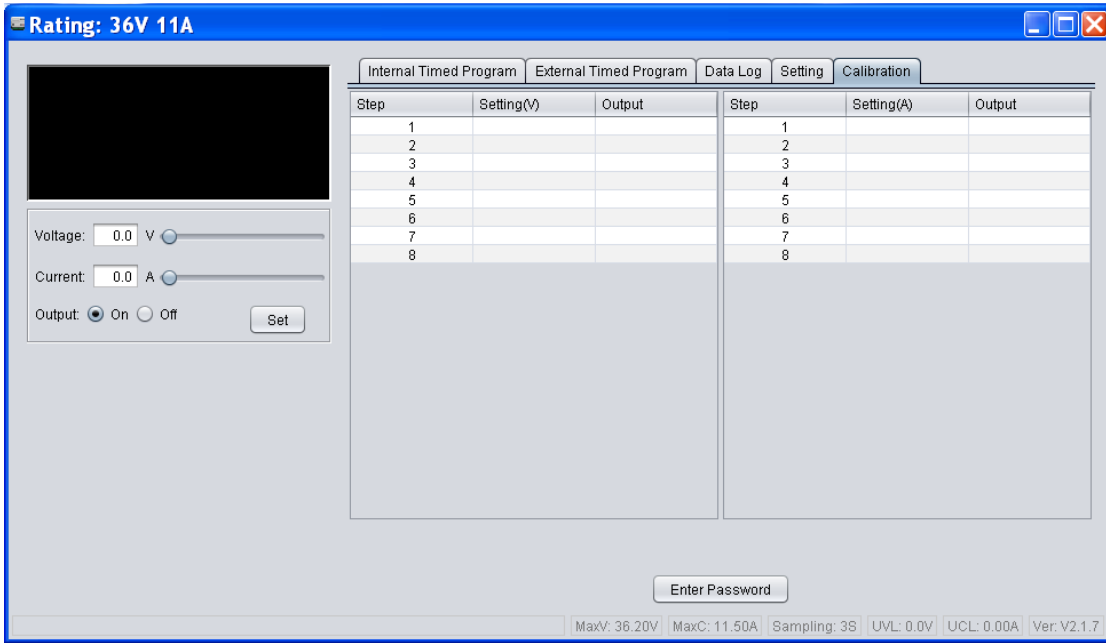 Rating: 36V 11A
Internal Timed Program External Timed Program Data Log Setting Calibration
Step Setting(V) Output Step Setting(A) Output
1 1
2 2
3 3
4 4
5 5
6 6
7 7
8 8
Voltage: 0.0 V
Current: 0.0 A
Output: On Off Set
Enter Password
MaxV: 36.20V MaxC: 11.50A Sampling: 3S UVL: 0.0V UCL: 0.00A Ver: V2.1.7